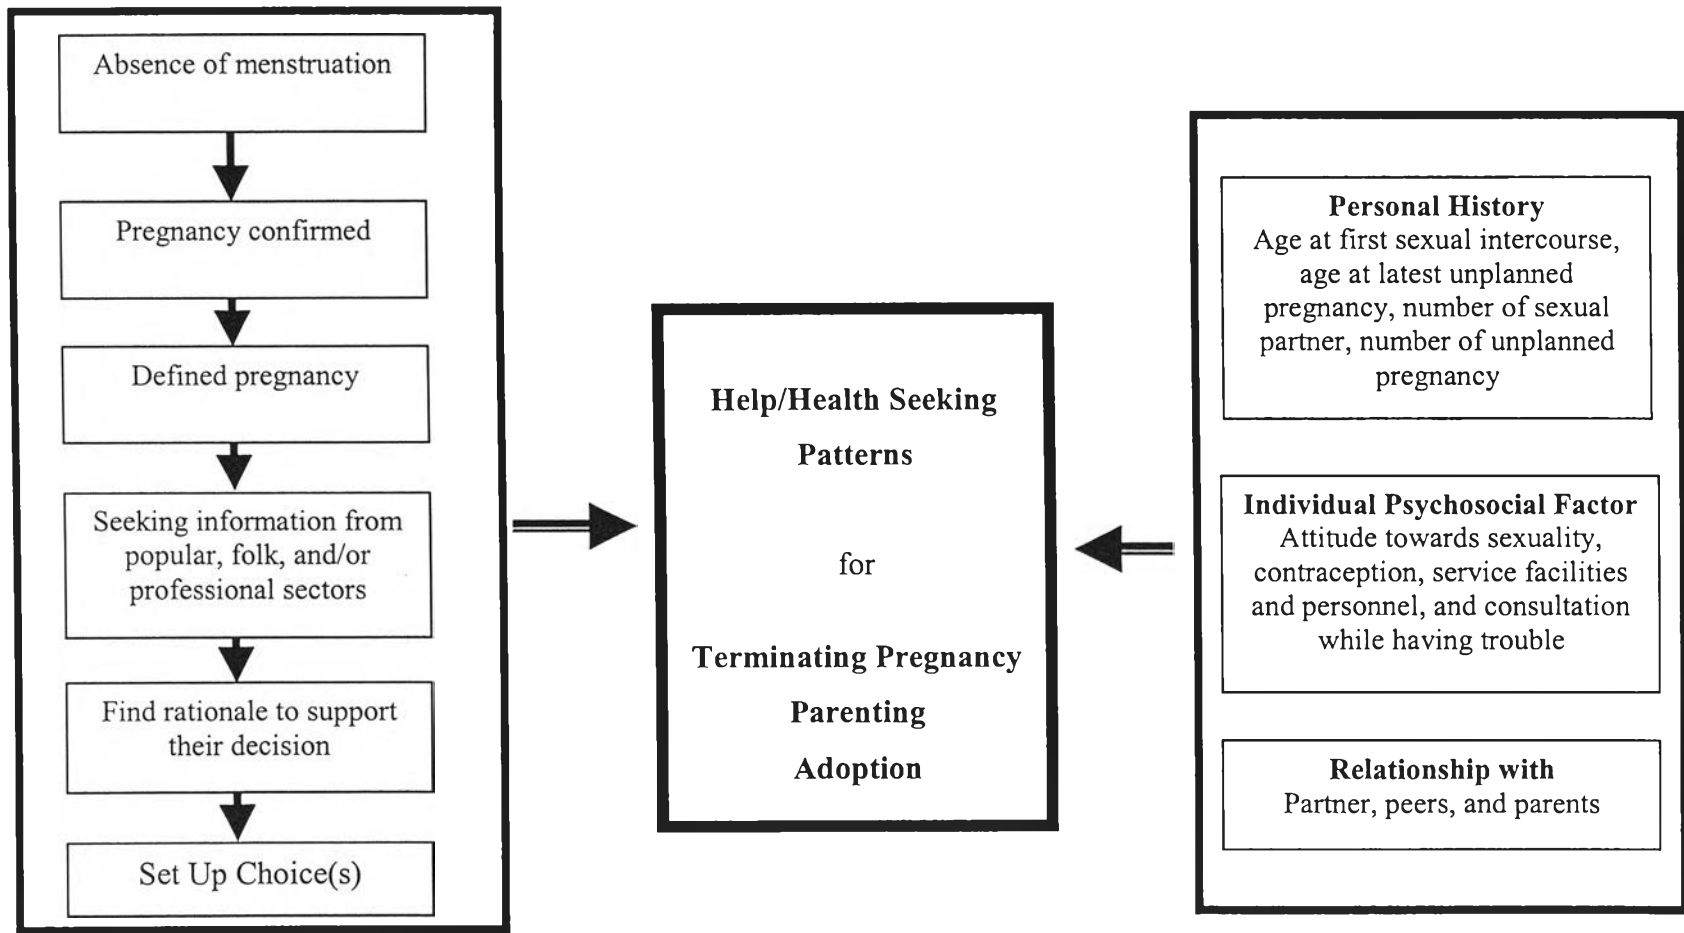 Absence of menstruation
Pregnancy confirmed
Defined pregnancy
Seeking information from
popular, folk, and/or
professional sectors
Find rationale to support
their decision
Set Up Choice(s)
Help/Health Seeking
Patterns
for
Terminating Pregnancy
Parenting
Adoption
Personal History
Age at first sexual intercourse,
age at latest unplanned
pregnancy, number of sexual
partner, number of unplanned
pregnancy
Individual Psychosocial Factor
Attitude towards sexuality,
contraception, service facilities
and personnel, and consultation
while having trouble
Relationship with
Partner, peers, and parents